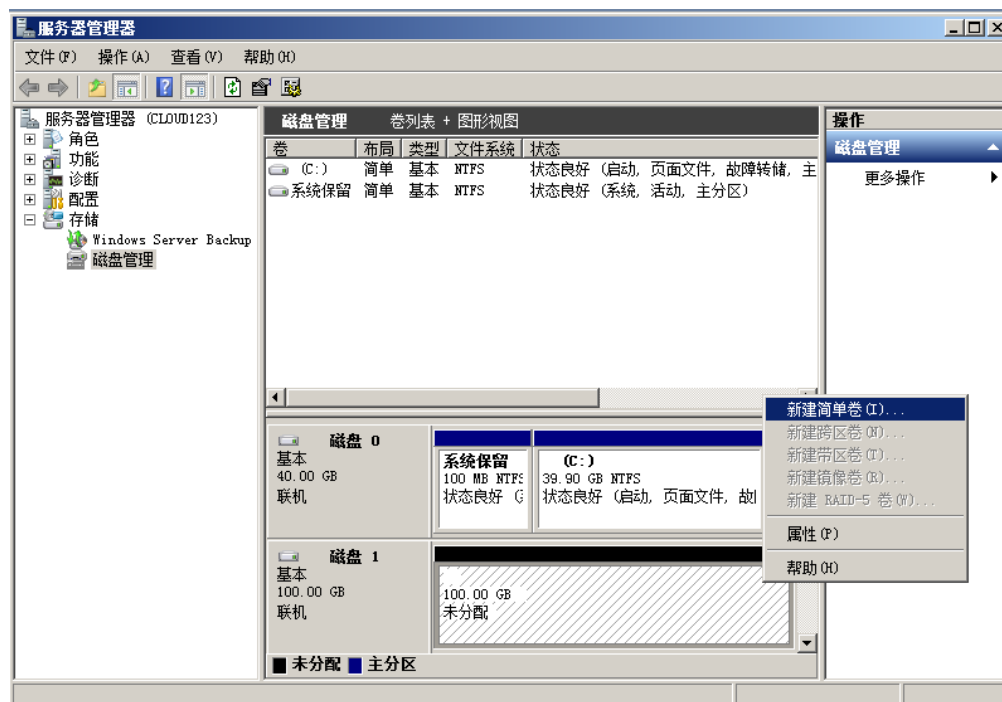 服务器管理器
文件(F) 操作(A) 查看(V) 帮助(H)
服务器管理器 (CLOUD123)
角色
功能
诊断
配置
存储
Windows Server Backup
磁盘管理
磁盘管理 卷列表 + 图形视图
卷 布局 类型 文件系统 状态
(C:) 简单 基本 NTFS 状态良好 (启动, 页面文件, 故障转储, 主
系统保留 简单 基本 NTFS 状态良好 (系统, 活动, 主分区)
操作
磁盘管理
更多操作
磁盘 0
基本
40.00 GB
联机
系统保留
100 MB NTFS
状态良好 (
(C:)
39.90 GB NTFS
状态良好 (启动, 页面文件, 故
磁盘 1
基本
100.00 GB
联机
100.00 GB
未分配
未分配 主分区
新建简单卷(I)...
新建跨区卷(N)...
新建带区卷(T)...
新建镜像卷(R)...
新建 RAID-5 卷(W)...
属性(P)
帮助(H)